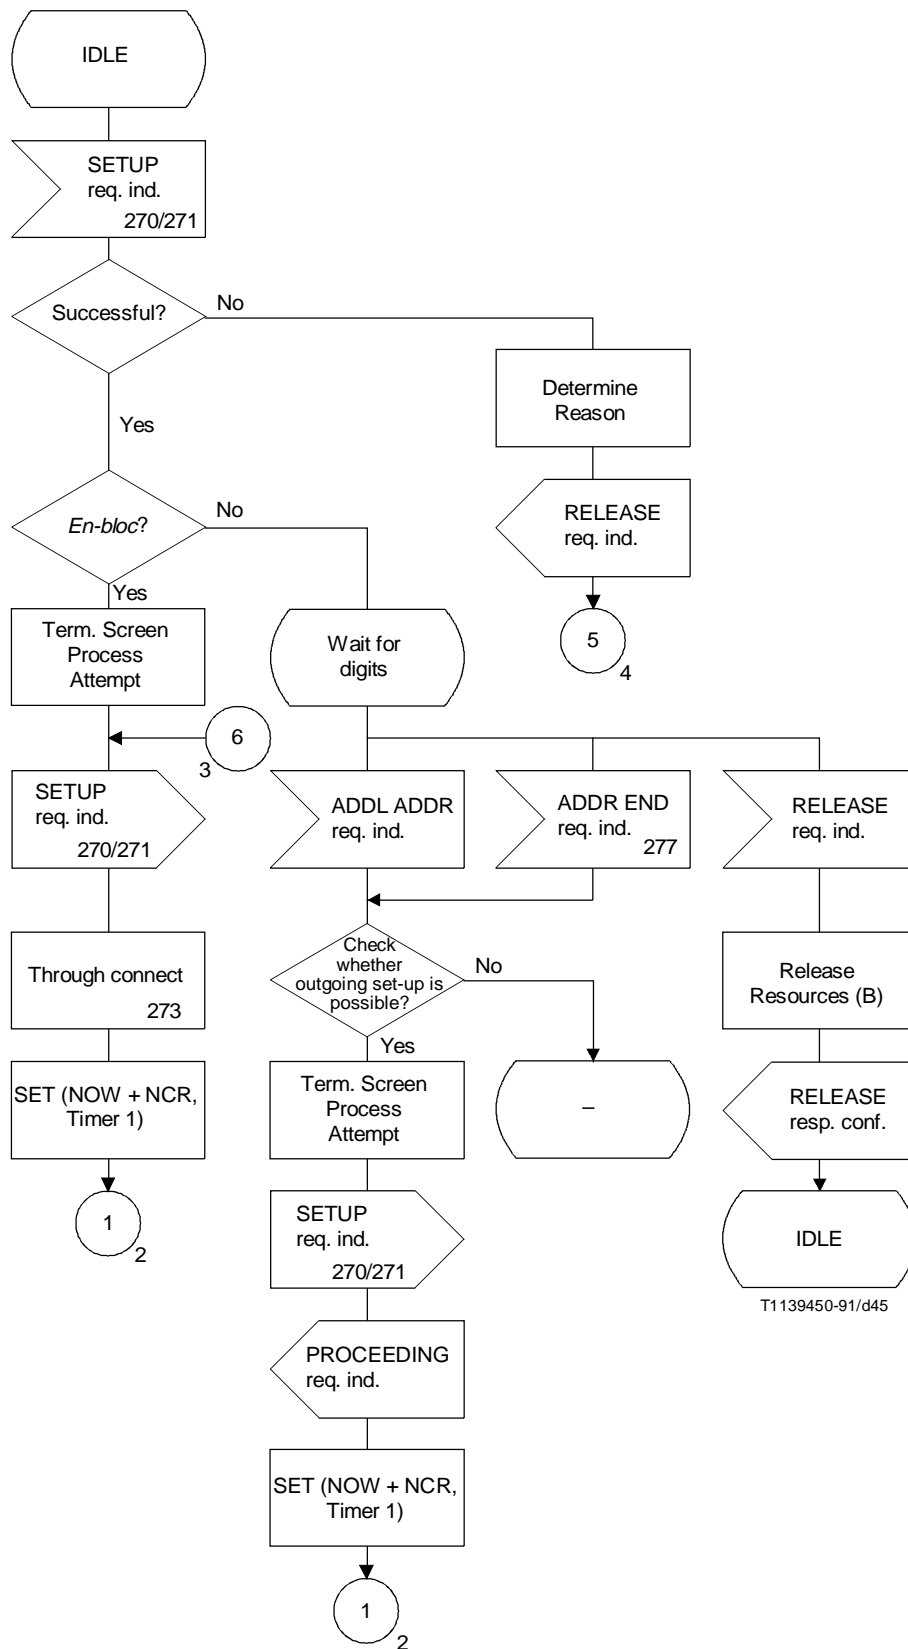 IDLE
SETUP
req. ind.
270/271
Successful?
No
Determine
Reason
Yes
RELEASE
req. ind.
En-bloc?
No
Yes
5
4
Term. Screen
Process
Attempt
Wait for
digits
6
3
SETUP
req. ind.
270/271
ADDL ADDR
req. ind.
ADDR END
req. ind.
277
RELEASE
req. ind.
Through connect
273
Check
whether
outgoing set-up is
possible?
No
Yes
Release
Resources (B)
SET (NOW + NCR,
Timer 1)
Term. Screen
Process
Attempt
–
RELEASE
resp. conf.
1
2
SETUP
req. ind.
270/271
IDLE
T1139450-91/d45
PROCEEDING
req. ind.
SET (NOW + NCR,
Timer 1)
1
2